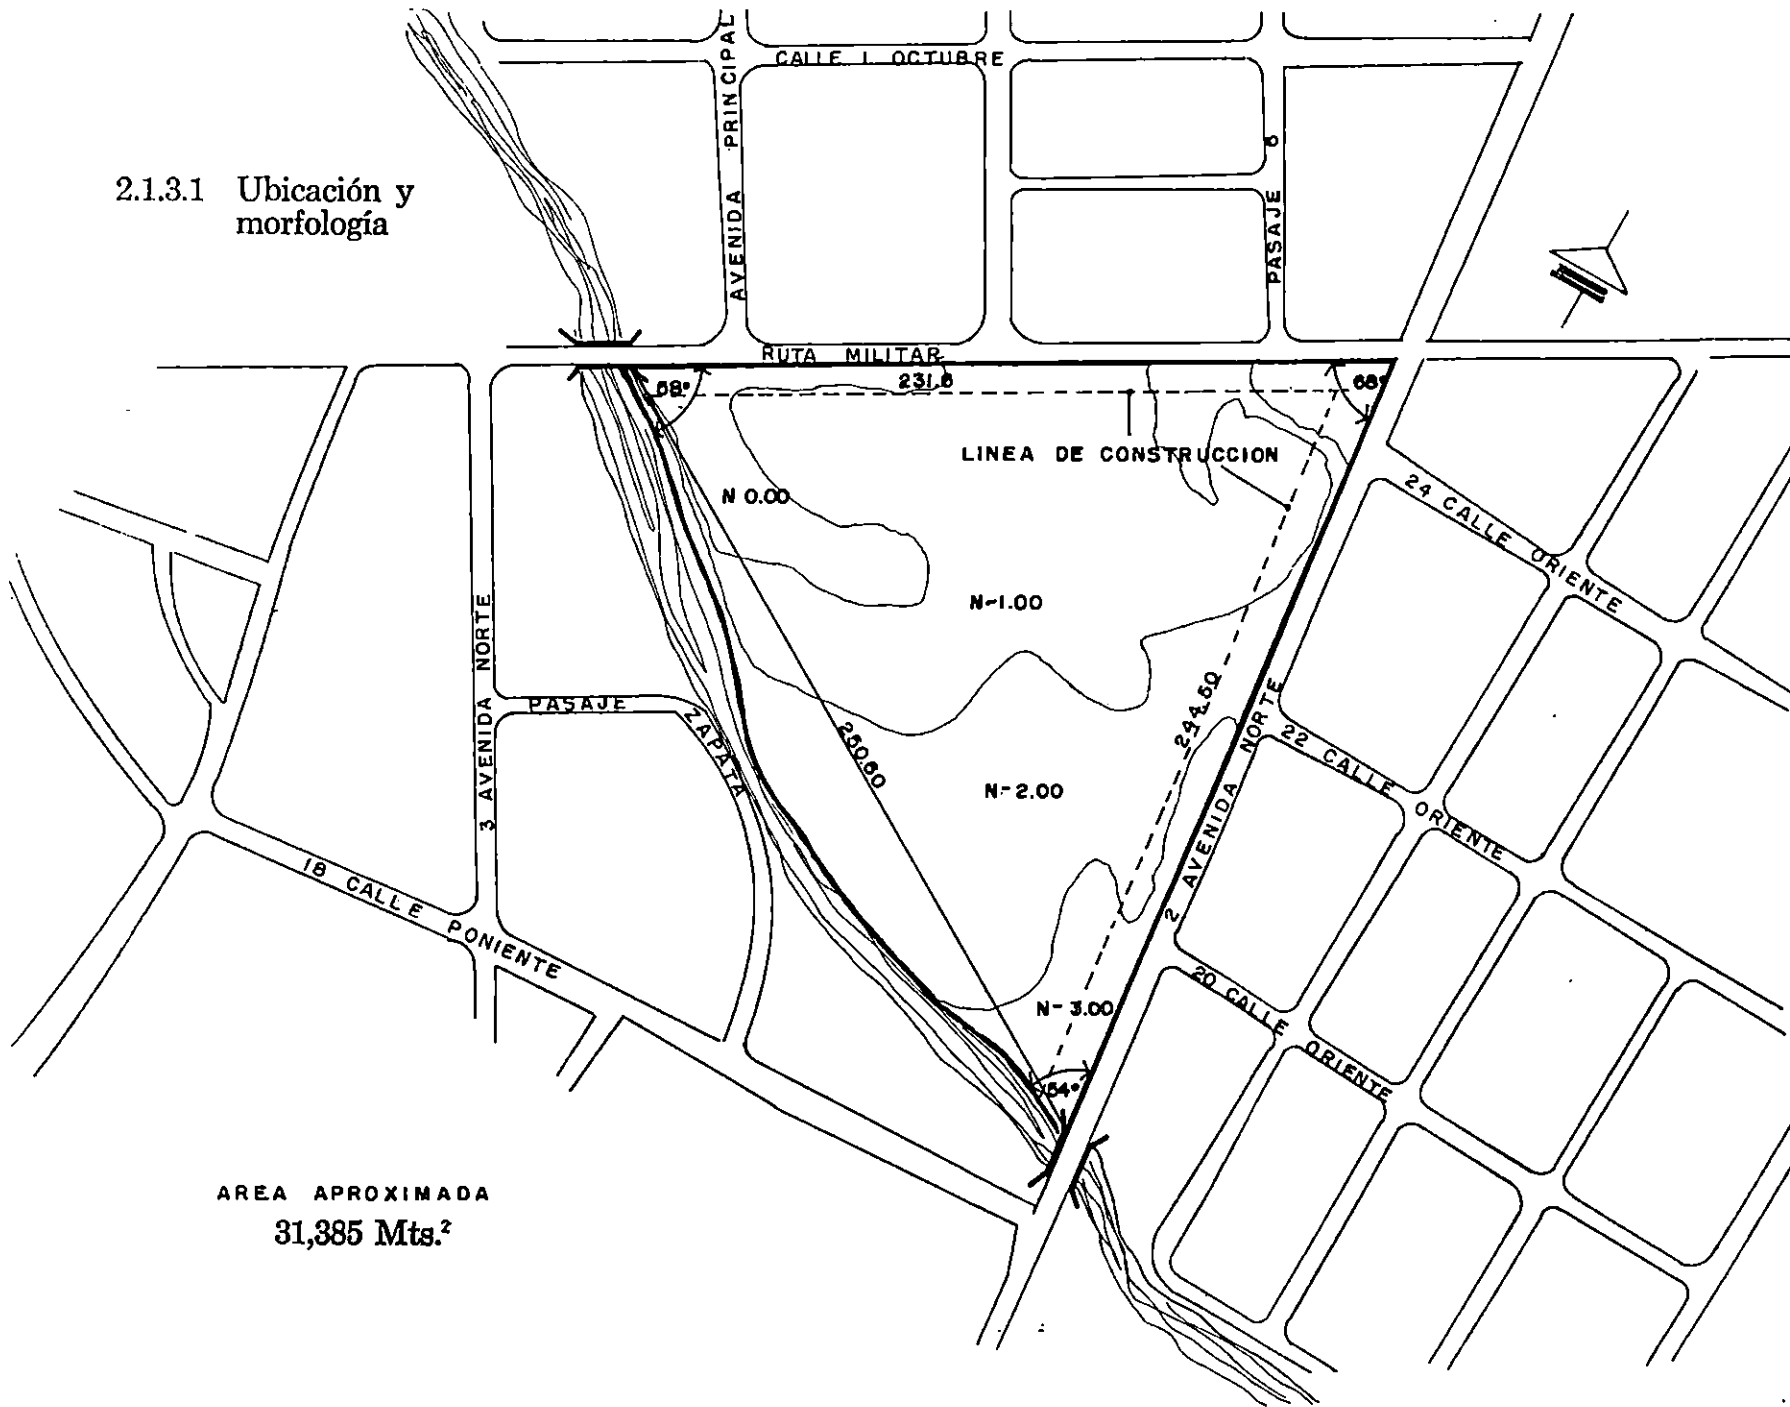 2.1.3.1 Ubicación y
morfología
CALLE 1 OCTUBRE
AVENIDA PRINCIPAL
PASAJE 6
RUTA MILITAR
231.6
58°
68°
LINEA DE CONSTRUCCION
N 0.00
N-1.00
N-2.00
N-3.00
250.60
244.50
54°
24 CALLE ORIENTE
22 CALLE ORIENTE
20 CALLE ORIENTE
2 AVENIDA NORTE
3 AVENIDA NORTE
PASAJE ZAPATA
18 CALLE PONIENTE
AREA APROXIMADA
31,385 Mts.²